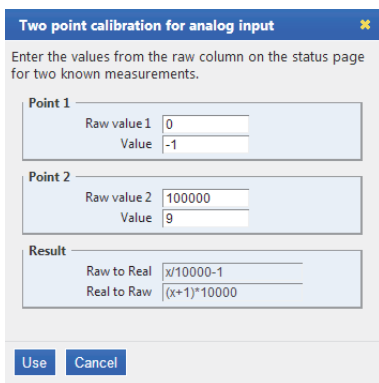 Two point calibration for analog input
Enter the values from the raw column on the status page
for two known measurements.
Point 1
Raw value 1 0
Value -1
Point 2
Raw value 2 100000
Value 9
Result
Raw to Real x/10000-1
Real to Raw (x+1)*10000
Use Cancel